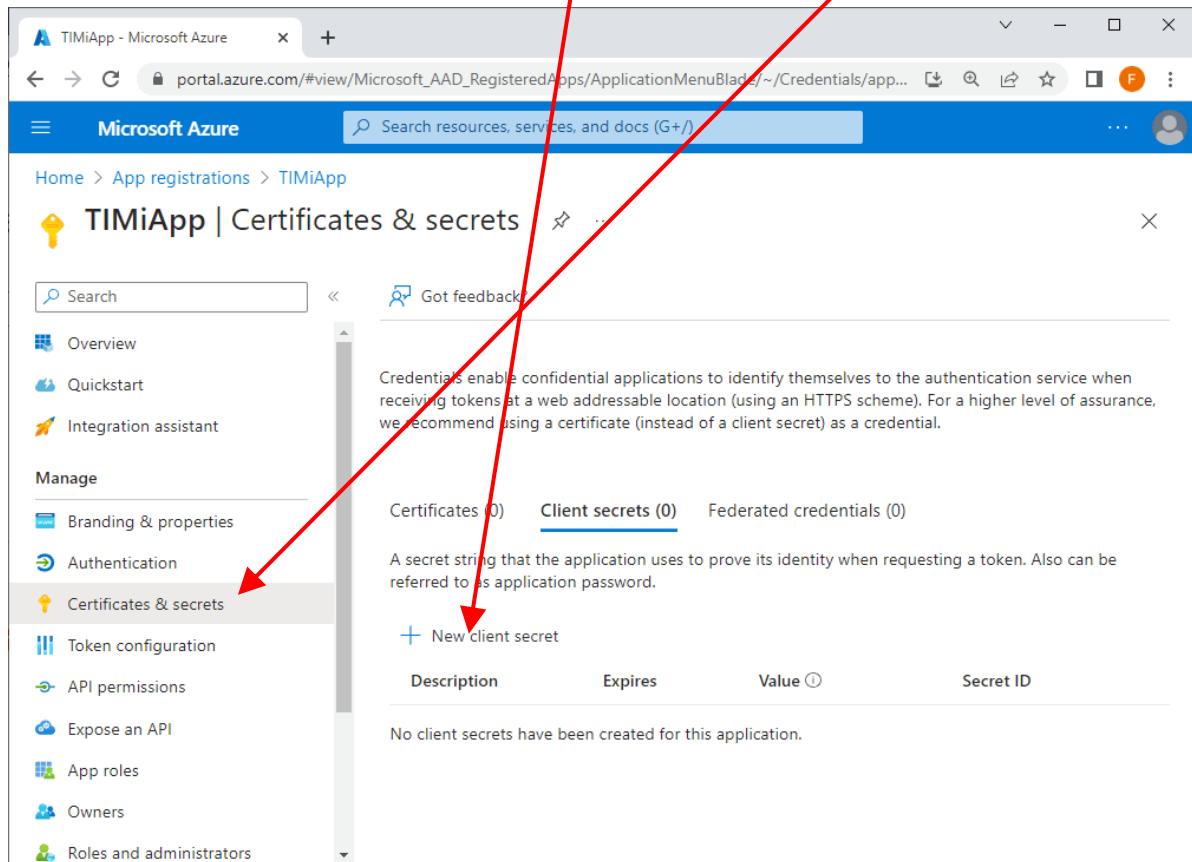 TIMiApp - Microsoft Azure
portal.azure.com/#view/Microsoft_AAD_RegisteredApps/ApplicationMenuBlade/~/Credentials/app...
F
Microsoft Azure
Search resources, services, and docs (G+/)
Home > App registrations > TIMiApp
TIMiApp | Certificates & secrets
Search
Got feedback?
Overview
Quickstart
Integration assistant
Credentials enable confidential applications to identify themselves to the authentication service when
receiving tokens at a web addressable location (using an HTTPS scheme). For a higher level of assurance,
we recommend using a certificate (instead of a client secret) as a credential.
Manage
Branding & properties
Authentication
Certificates & secrets
Token configuration
API permissions
Expose an API
App roles
Owners
Roles and administrators
Certificates (0) Client secrets (0) Federated credentials (0)
A secret string that the application uses to prove its identity when requesting a token. Also can be
referred to as application password.
New client secret
Description Expires Value Secret ID
No client secrets have been created for this application.